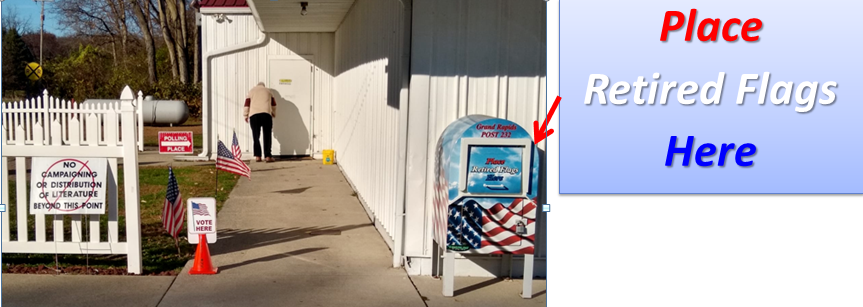 Place
Retired Flags
Here
Grand Rapids
POST 232
Place
Retired Flags
Here
POLLING
PLACE
NO
CAMPAIGNING
OR DISTRIBUTION
OF LITERATURE
BEYOND THIS POINT
VOTE
HERE